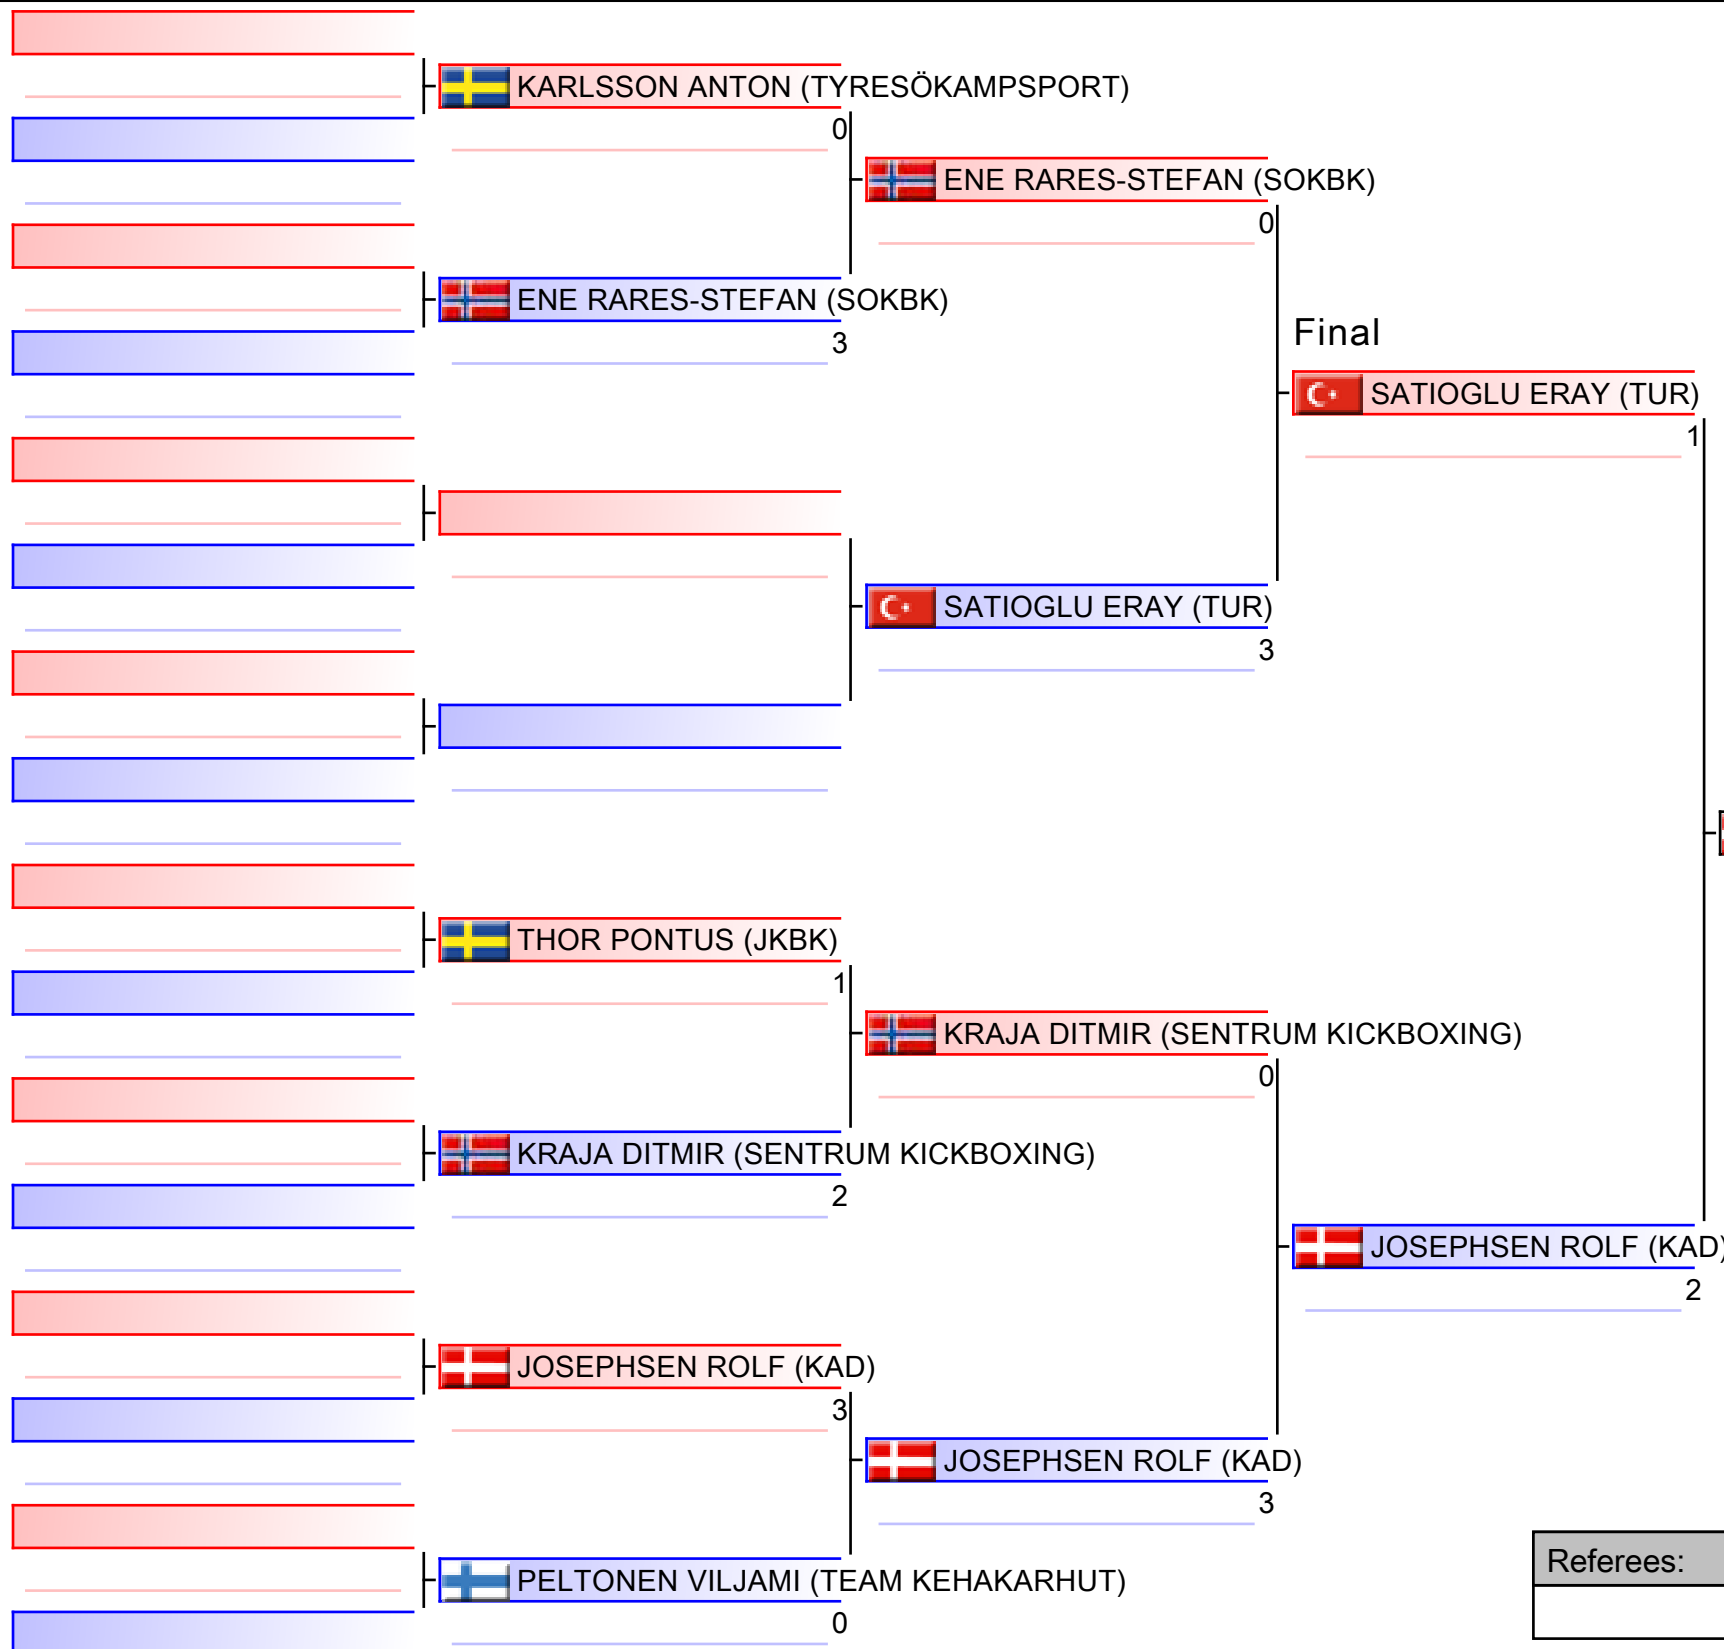 KARLSSON ANTON (TYRESÖKAMPSPORT)
0
ENE RARES-STEFAN (SOKBK)
0
ENE RARES-STEFAN (SOKBK)
3
Final
SATIOGLU ERAY (TUR)
1
SATIOGLU ERAY (TUR)
3
THOR PONTUS (JKBK)
1
KRAJA DITMIR (SENTRUM KICKBOXING)
0
KRAJA DITMIR (SENTRUM KICKBOXING)
2
JOSEPHSEN ROLF (KAD)
2
JOSEPHSEN ROLF (KAD)
3
JOSEPHSEN ROLF (KAD)
3
Referees:
PELTONEN VILJAMI (TEAM KEHAKARHUT)
0